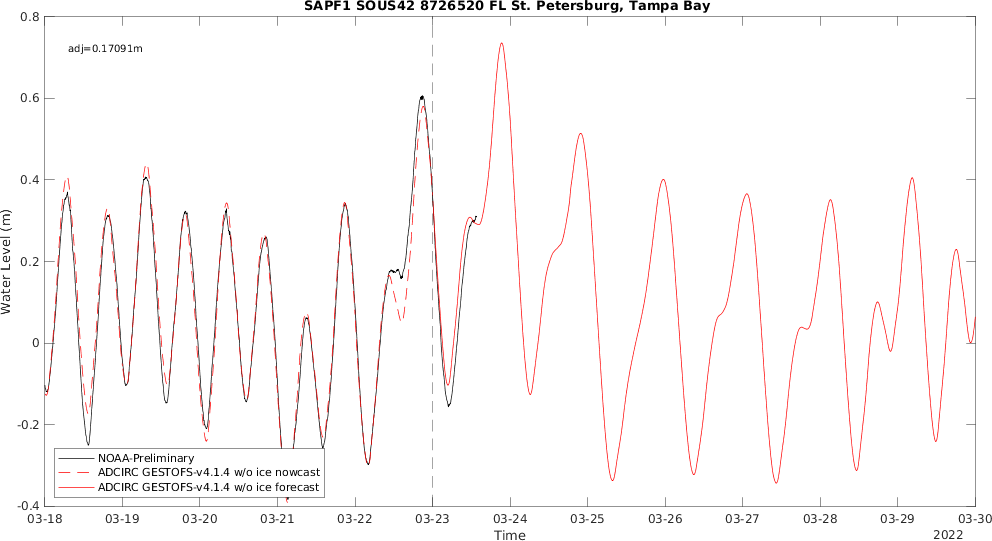 SAPF1 SOUS42 8726520 FL St. Petersburg, Tampa Bay
adj=0.17091m
0.8
0.6
0.4
0.2
0
-0.2
-0.4
Water Level (m)
NOAA-Preliminary
ADCIRC GESTOFS-v4.1.4 w/o ice nowcast
ADCIRC GESTOFS-v4.1.4 w/o ice forecast
03-18 03-19 03-20 03-21 03-22 03-23 03-24 03-25 03-26 03-27 03-28 03-29 03-30
Time
2022